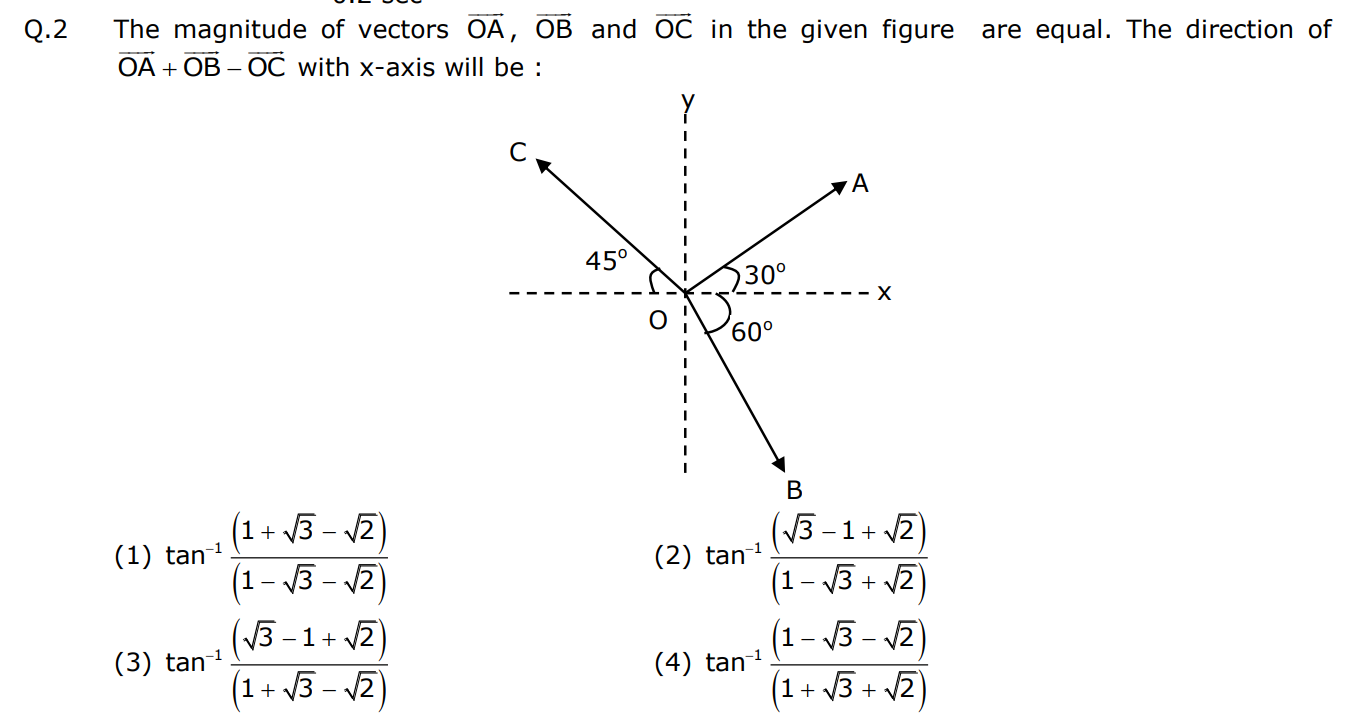 Q.2 The magnitude of vectors $\overrightarrow{OA}$, $\overrightarrow{OB}$ and $\overrightarrow{OC}$ in the given figure are equal. The direction of
$\overrightarrow{OA}+\overrightarrow{OB}-\overrightarrow{OC}$ with x-axis will be :
y
C
A
45°
30°
x
O
60°
B
(1) $\tan^{-1}\frac{(1+\sqrt{3}-\sqrt{2})}{(1-\sqrt{3}-\sqrt{2})}$ (2) $\tan^{-1}\frac{(\sqrt{3}-1+\sqrt{2})}{(1-\sqrt{3}+\sqrt{2})}$
(3) $\tan^{-1}\frac{(\sqrt{3}-1+\sqrt{2})}{(1+\sqrt{3}-\sqrt{2})}$ (4) $\tan^{-1}\frac{(1-\sqrt{3}-\sqrt{2})}{(1+\sqrt{3}+\sqrt{2})}$